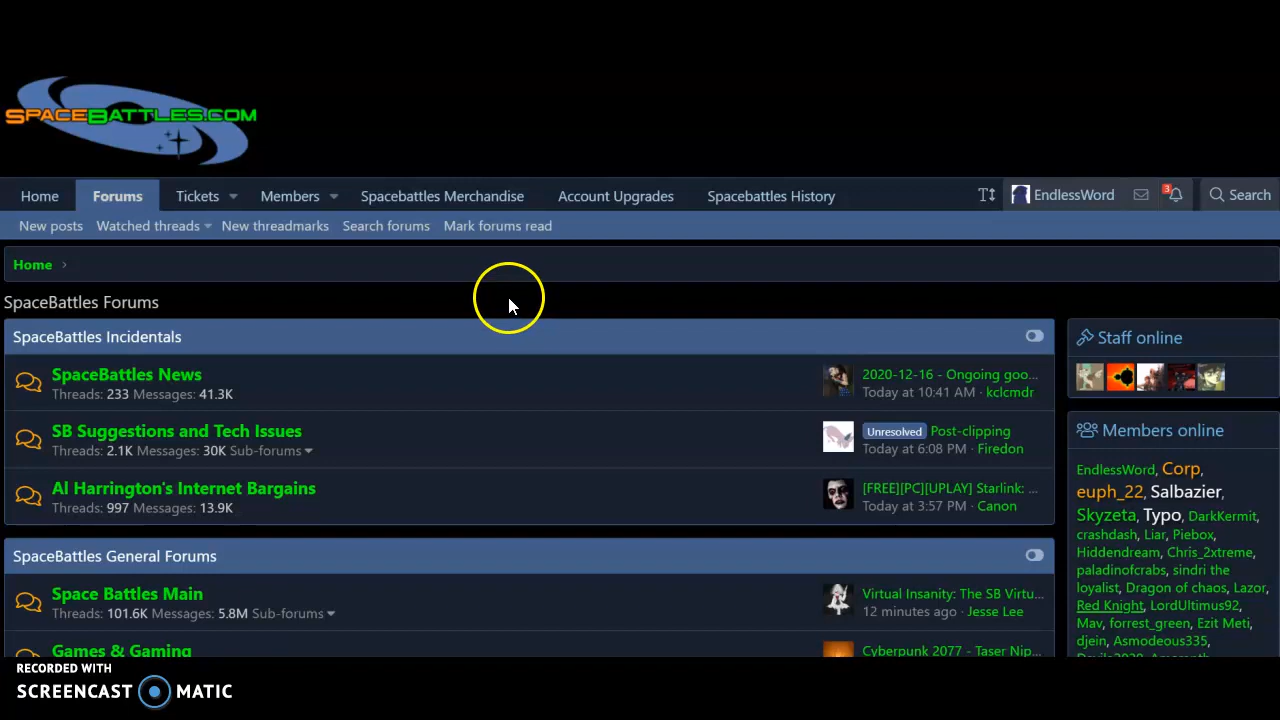 SPACEBATTLES.COM
Home Forums Tickets Members Spacebattles Merchandise Account Upgrades Spacebattles History EndlessWord 3 Search
New posts Watched threads New threadmarks Search forums Mark forums read
Home
SpaceBattles Forums
SpaceBattles Incidentals
SpaceBattles News
Threads: 233 Messages: 41.3K
2020-12-16 - Ongoing goo...
Today at 10:41 AM · kclcmdr
SB Suggestions and Tech Issues
Threads: 2.1K Messages: 30K Sub-forums
Unresolved Post-clipping
Today at 6:08 PM · Firedon
Al Harrington's Internet Bargains
Threads: 997 Messages: 13.9K
[FREE][PC][UPLAY] Starlink: ...
Today at 3:57 PM · Canon
SpaceBattles General Forums
Space Battles Main
Threads: 101.6K Messages: 5.8M Sub-forums
Virtual Insanity: The SB Virtu...
12 minutes ago · Jesse Lee
Games & Gaming
Cyberpunk 2077 - Taser Nip...
Staff online
Members online
EndlessWord, Corp,
euph_22, Salbazier,
Skyzeta, Typo, DarkKermit,
crashdash, Liar, Piebox,
Hiddendream, Chris_2xtreme,
paladinofcrabs, sindri the
loyalist, Dragon of chaos, Lazor,
Red Knight, LordUltimus92,
Mav, forrest_green, Ezit Meti,
djein, Asmodeous335,
RECORDED WITH
SCREENCAST MATIC